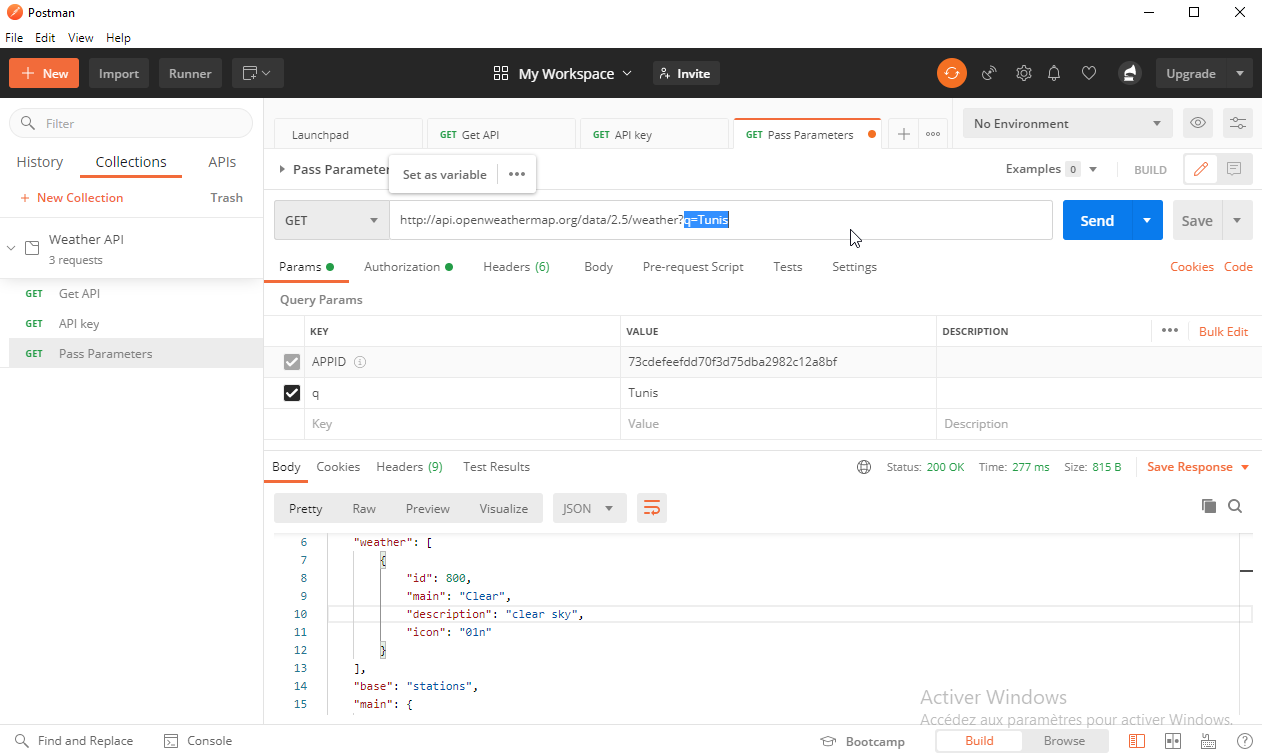 Postman
File Edit View Help
+ New Import Runner My Workspace Invite Upgrade
Filter
History Collections APIs
+ New Collection Trash
Weather API
3 requests
GET Get API
GET API key
GET Pass Parameters
Launchpad GET Get API GET API key GET Pass Parameters + ••• No Environment
Pass Parameter Set as variable ••• Examples 0 BUILD
GET http://api.openweathermap.org/data/2.5/weather?q=Tunis Send Save
Params Authorization Headers (6) Body Pre-request Script Tests Settings Cookies Code
Query Params
KEY VALUE DESCRIPTION ••• Bulk Edit
APPID 73cdefeefdd70f3d75dba2982c12a8bf
q Tunis
Key Value Description
Body Cookies Headers (9) Test Results Status: 200 OK Time: 277 ms Size: 815 B Save Response
Pretty Raw Preview Visualize JSON
6 "weather": [
7 {
8 "id": 800,
9 "main": "Clear",
10 "description": "clear sky",
11 "icon": "01n"
12 }
13 ],
14 "base": "stations",
15 "main": {
Activer Windows
Accédez aux paramètres pour activer Windows.
Find and Replace Console Bootcamp Build Browse